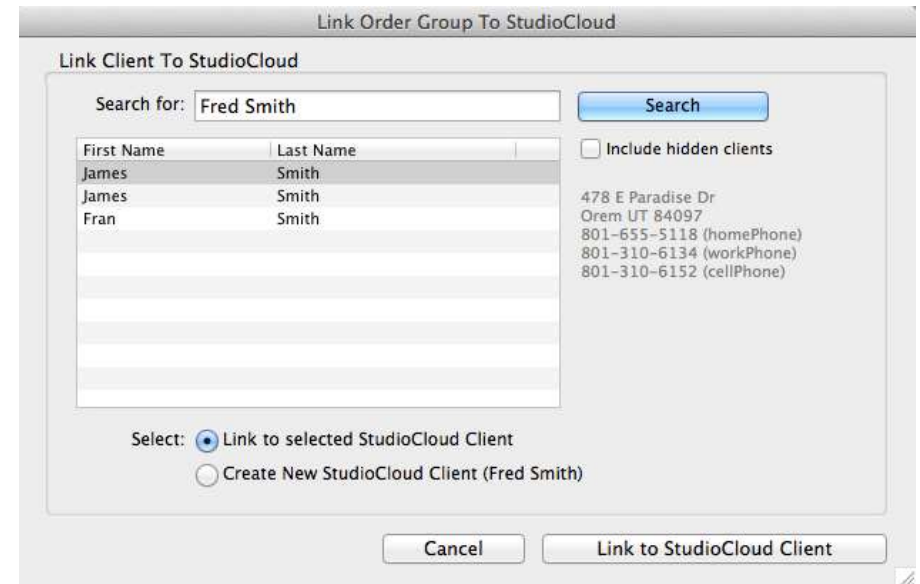 Link Order Group To StudioCloud
Link Client To StudioCloud
Search for: Fred Smith Search
Include hidden clients
First Name Last Name
James Smith
James Smith
Fran Smith
478 E Paradise Dr
Orem UT 84097
801-655-5118 (homePhone)
801-310-6134 (workPhone)
801-310-6152 (cellPhone)
Select: Link to selected StudioCloud Client
Create New StudioCloud Client (Fred Smith)
Cancel Link to StudioCloud Client